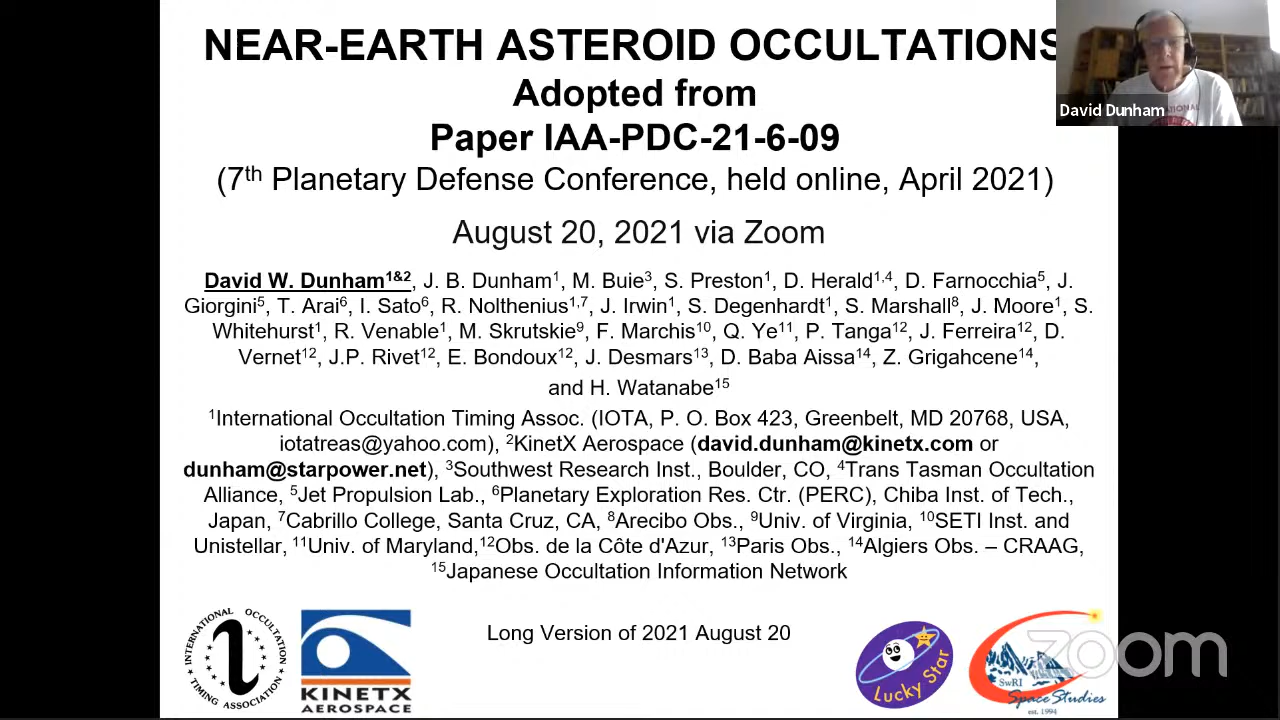 NEAR-EARTH ASTEROID OCCULTATIONS
Adopted from
Paper IAA-PDC-21-6-09
(7th Planetary Defense Conference, held online, April 2021)
August 20, 2021 via Zoom
David W. Dunham1&2, J. B. Dunham1, M. Buie3, S. Preston1, D. Herald1,4, D. Farnocchia5, J.
Giorgini5, T. Arai6, I. Sato6, R. Nolthenius1,7, J. Irwin1, S. Degenhardt1, S. Marshall8, J. Moore1, S.
Whitehurst1, R. Venable1, M. Skrutskie9, F. Marchis10, Q. Ye11, P. Tanga12, J. Ferreira12, D.
Vernet12, J.P. Rivet12, E. Bondoux12, J. Desmars13, D. Baba Aissa14, Z. Grigahcene14,
and H. Watanabe15
1International Occultation Timing Assoc. (IOTA, P. O. Box 423, Greenbelt, MD 20768, USA,
iotatreas@yahoo.com), 2KinetX Aerospace (david.dunham@kinetx.com or
dunham@starpower.net), 3Southwest Research Inst., Boulder, CO, 4Trans Tasman Occultation
Alliance, 5Jet Propulsion Lab., 6Planetary Exploration Res. Ctr. (PERC), Chiba Inst. of Tech.,
Japan, 7Cabrillo College, Santa Cruz, CA, 8Arecibo Obs., 9Univ. of Virginia, 10SETI Inst. and
Unistellar, 11Univ. of Maryland,12Obs. de la Côte d'Azur, 13Paris Obs., 14Algiers Obs. – CRAAG,
15Japanese Occultation Information Network
Long Version of 2021 August 20
INTERNATIONAL OCCULTATION
TIMING ASSOCIATION
KINETX
AEROSPACE
Lucky Star
SwRI
Space Studies
est. 1994
zoom
David Dunham